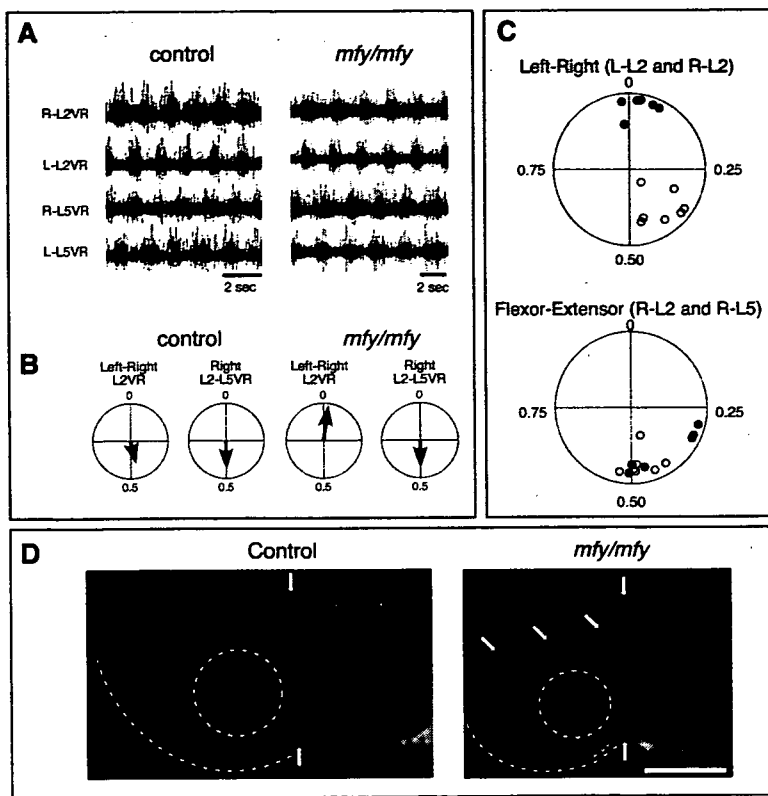 A
control
mfy/mfy
R-L2VR
L-L2VR
R-L5VR
L-L5VR
2 sec
2 sec
B
control
mfy/mfy
Left-Right
L2VR
0
0.5
Right
L2-L5VR
0
0.5
Left-Right
L2VR
0
0.5
Right
L2-L5VR
0
0.5
C
Left-Right (L-L2 and R-L2)
0
0.75
0.25
0.50
Flexor-Extensor (R-L2 and R-L5)
0
0.75
0.25
0.50
D
Control
mfy/mfy